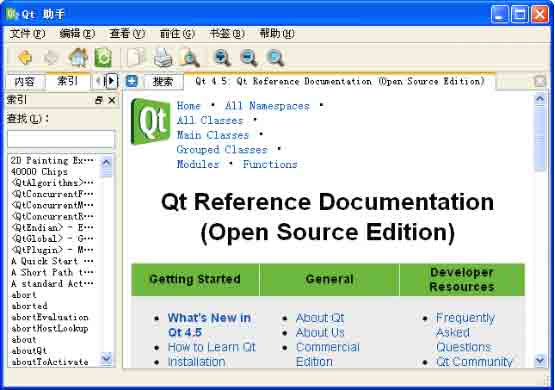 Qt 助手
文件(F) 编辑(E) 查看(V) 前往(G) 书签(B) 帮助(H)
内容 索引
搜索 Qt 4.5: Qt Reference Documentation (Open Source Edition)
索引
查找(L):
2D Painting Ex···
40000 Chips
<QtAlgorithms>···
<QtConcurrentF···
<QtConcurrentM···
<QtConcurrentR···
<QtEndian> - E···
<QtGlobal> - G···
<QtPlugin> - M···
A Quick Start ···
A Short Path t···
A standard Act···
abort
aborted
abortEvaluation
abortHostLookup
about
aboutQt
aboutToActivate
Qt
Home · All Namespaces ·
All Classes ·
Main Classes ·
Grouped Classes ·
Modules · Functions
Qt Reference Documentation
(Open Source Edition)
Getting Started
General
Developer
Resources
• What's New in
Qt 4.5
• How to Learn Qt
• Installation
• About Qt
• About Us
• Commercial
Edition
• Frequently
Asked
Questions
• Qt Community